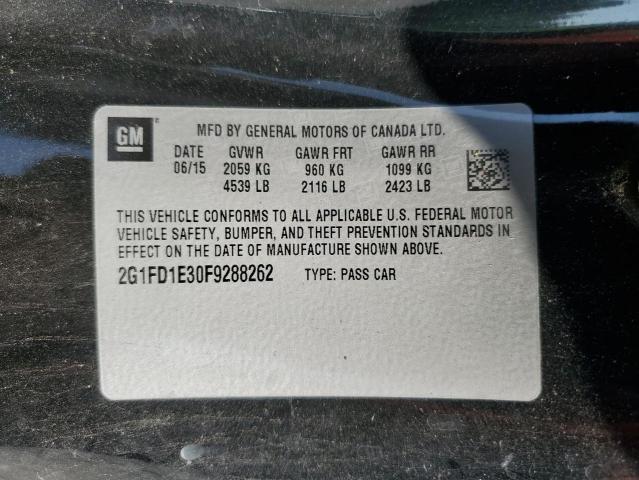 GM®
MFD BY GENERAL MOTORS OF CANADA LTD.
DATE GVWR GAWR FRT GAWR RR
06/15 2059 KG 960 KG 1099 KG
4539 LB 2116 LB 2423 LB
THIS VEHICLE CONFORMS TO ALL APPLICABLE U.S. FEDERAL MOTOR
VEHICLE SAFETY, BUMPER, AND THEFT PREVENTION STANDARDS IN
EFFECT ON THE DATE OF MANUFACTURE SHOWN ABOVE.
2G1FD1E30F9288262 TYPE: PASS CAR